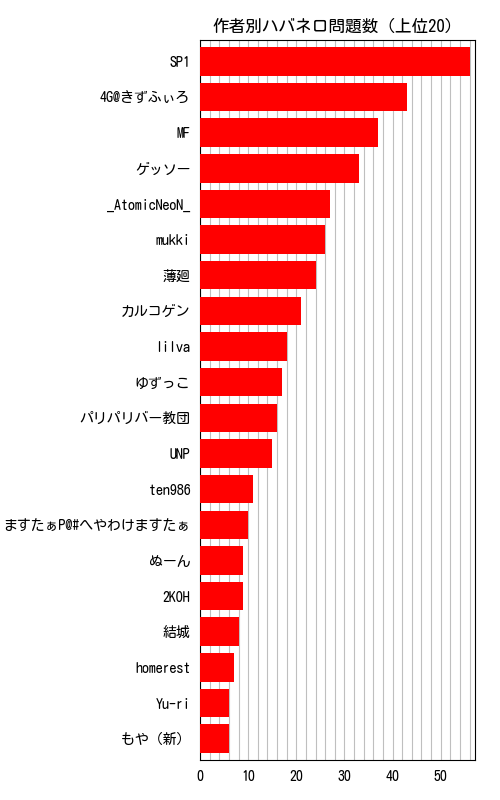 作者別ハバネロ問題数（上位20）
SP1
4G@きずふぃろ
MF
ゲッソー
_AtomicNeoN_
mukki
薄廻
カルコゲン
lilva
ゆずっこ
バリバリバー教団
UNP
ten986
ますたぁP@#へやわけますたぁ
ぬーん
2KOH
結城
homerest
Yu-ri
もや（新）
0 10 20 30 40 50